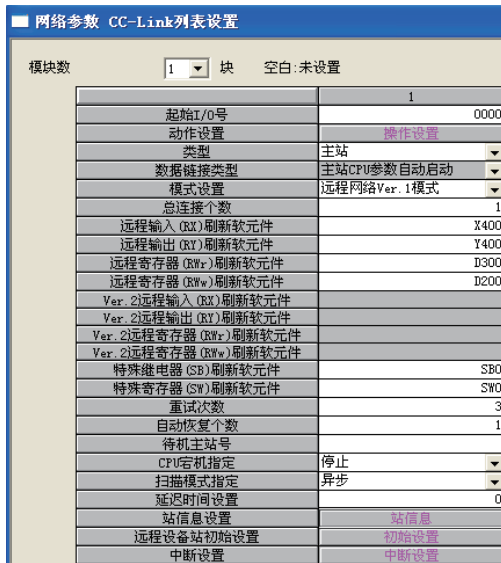 网络参数 CC-Link列表设置
模块数 1 块 空白:未设置
1
起始I/O号 0000
动作设置 操作设置
类型 主站
数据链接类型 主站CPU参数自动启动
模式设置 远程网络Ver.1模式
总连接个数 1
远程输入(RX)刷新软元件 X400
远程输出(RY)刷新软元件 Y400
远程寄存器(RWr)刷新软元件 D300
远程寄存器(RWw)刷新软元件 D200
Ver.2远程输入(RX)刷新软元件
Ver.2远程输出(RY)刷新软元件
Ver.2远程寄存器(RWr)刷新软元件
Ver.2远程寄存器(RWw)刷新软元件
特殊继电器(SB)刷新软元件 SB0
特殊寄存器(SW)刷新软元件 SW0
重试次数 3
自动恢复个数 1
待机主站号
CPU宕机指定 停止
扫描模式指定 异步
延迟时间设置 0
站信息设置 站信息
远程设备站初始设置 初始设置
中断设置 中断设置